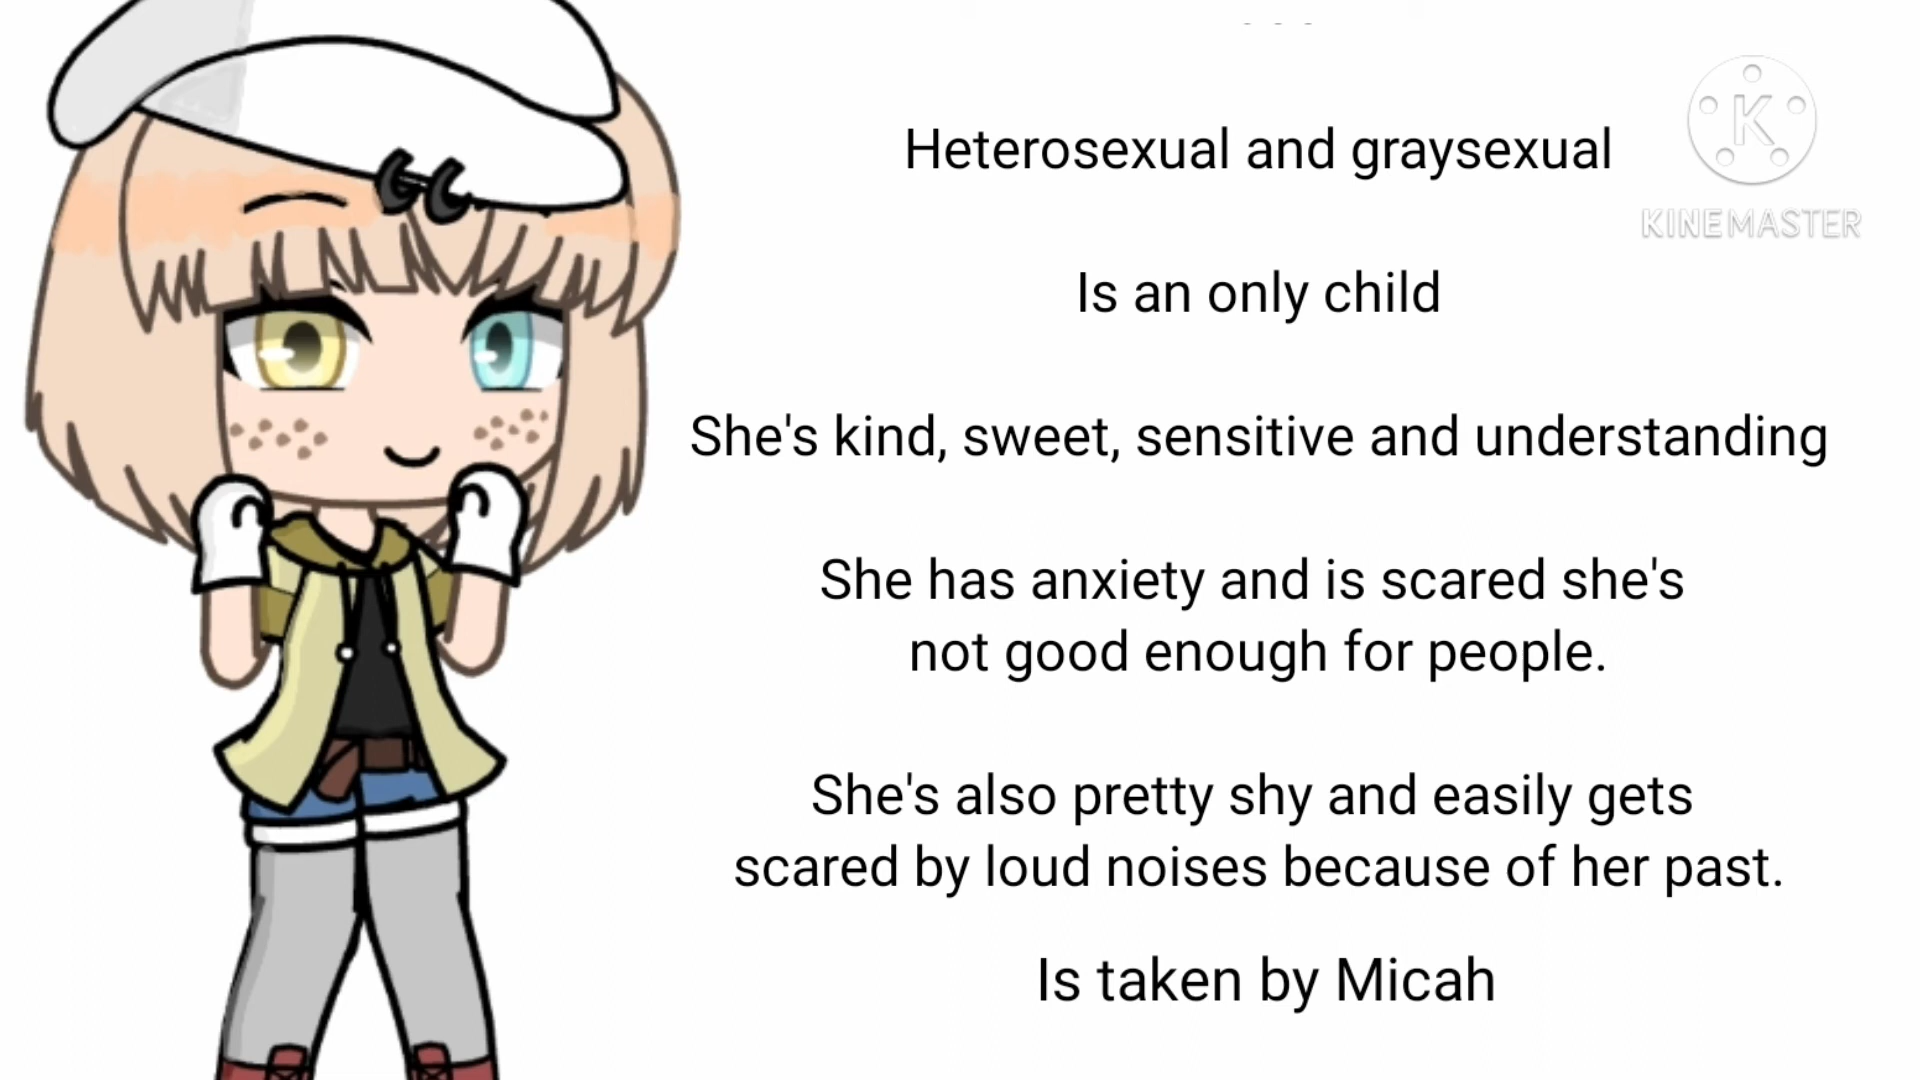 Heterosexual and graysexual
K
KINEMASTER
Is an only child
She's kind, sweet, sensitive and understanding
She has anxiety and is scared she's
not good enough for people.
She's also pretty shy and easily gets
scared by loud noises because of her past.
Is taken by Micah